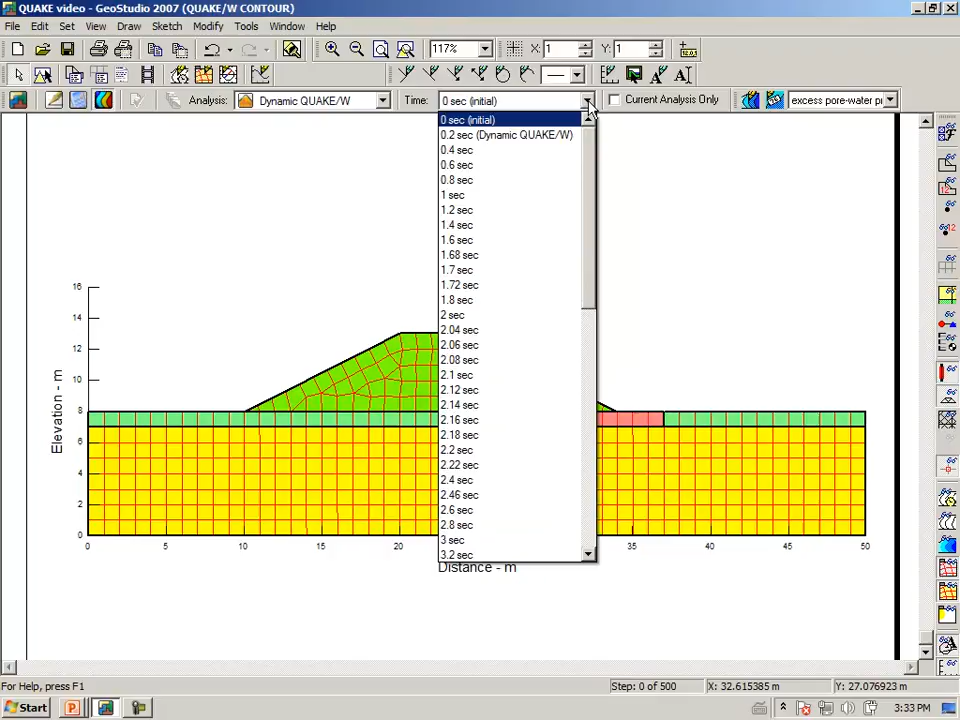 QUAKE video - GeoStudio 2007 (QUAKE/W CONTOUR)
File Edit Set View Draw Sketch Modify Tools Window Help
117% X: 1 Y: 1
Analysis: Dynamic QUAKE/W Time: 0 sec (initial) Current Analysis Only excess pore-water pr
0 sec (initial)
0.2 sec (Dynamic QUAKE/W)
0.4 sec
0.6 sec
0.8 sec
1 sec
1.2 sec
1.4 sec
1.6 sec
1.68 sec
1.7 sec
1.72 sec
1.8 sec
2 sec
2.04 sec
2.06 sec
2.08 sec
2.1 sec
2.12 sec
2.14 sec
2.16 sec
2.18 sec
2.2 sec
2.22 sec
2.4 sec
2.46 sec
2.6 sec
2.8 sec
3 sec
3.2 sec
16
14
12
10
8
6
4
2
0
Elevation - m
0 5 10 15 20 35 40 45 50
Distance - m
For Help, press F1 Step: 0 of 500 X: 32.615385 m Y: 27.076923 m
Start 3:33 PM